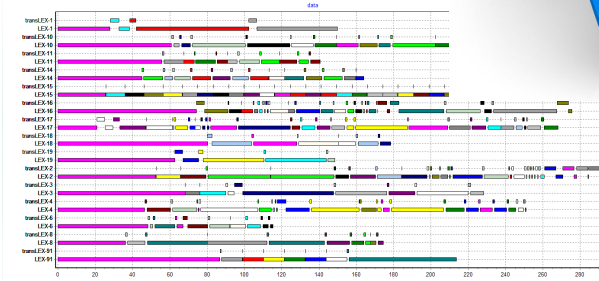 data
transLEX-1
LEX-1
transLEX-10
LEX-10
transLEX-11
LEX-11
transLEX-14
LEX-14
transLEX-15
LEX-15
transLEX-16
LEX-16
transLEX-17
LEX-17
transLEX-18
LEX-18
transLEX-19
LEX-19
transLEX-2
LEX-2
transLEX-3
LEX-3
transLEX-4
LEX-4
transLEX-6
LEX-6
transLEX-8
LEX-8
transLEX-91
LEX-91
0 20 40 60 80 100 120 140 160 180 200 220 240 260 280